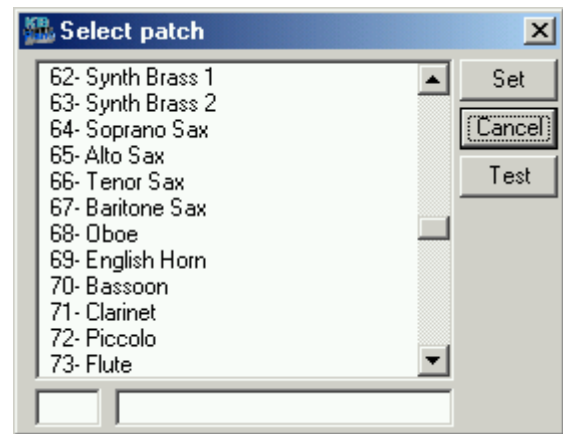 Select patch
62- Synth Brass 1
63- Synth Brass 2
64- Soprano Sax
65- Alto Sax
66- Tenor Sax
67- Baritone Sax
68- Oboe
69- English Horn
70- Bassoon
71- Clarinet
72- Piccolo
73- Flute
Set
Cancel
Test